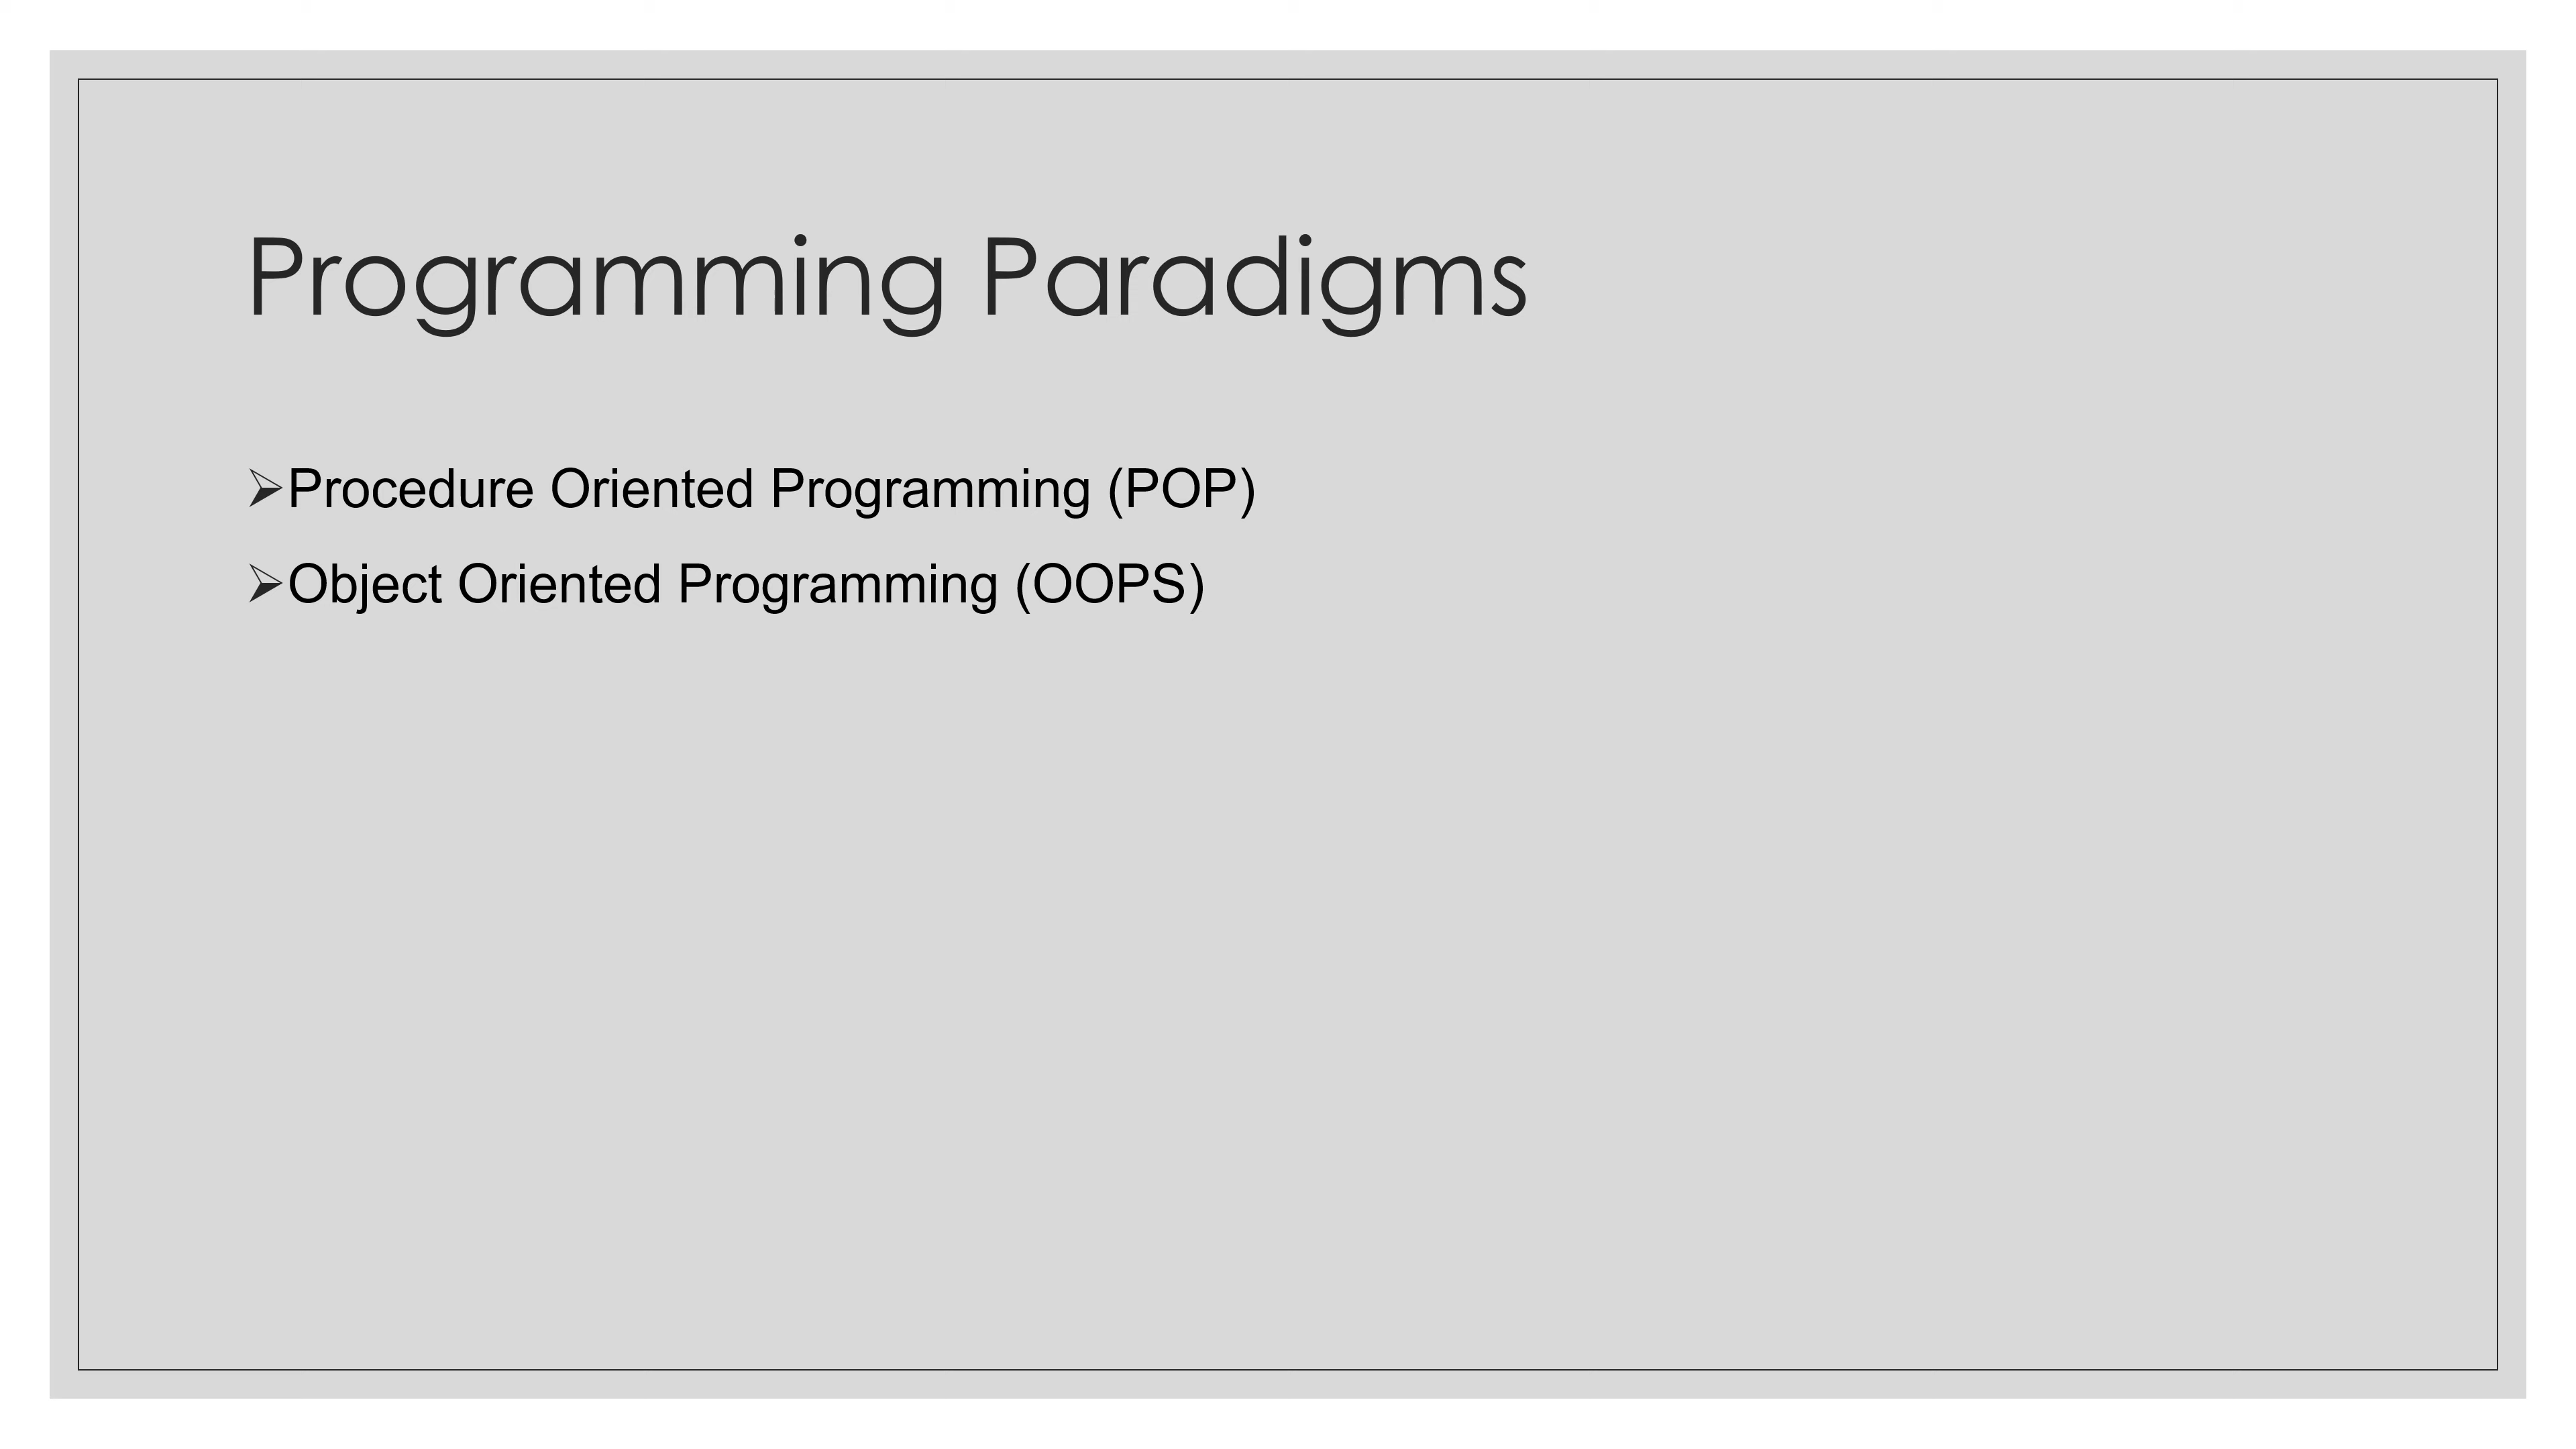 Programming Paradigms
➢Procedure Oriented Programming (POP)
➢Object Oriented Programming (OOPS)